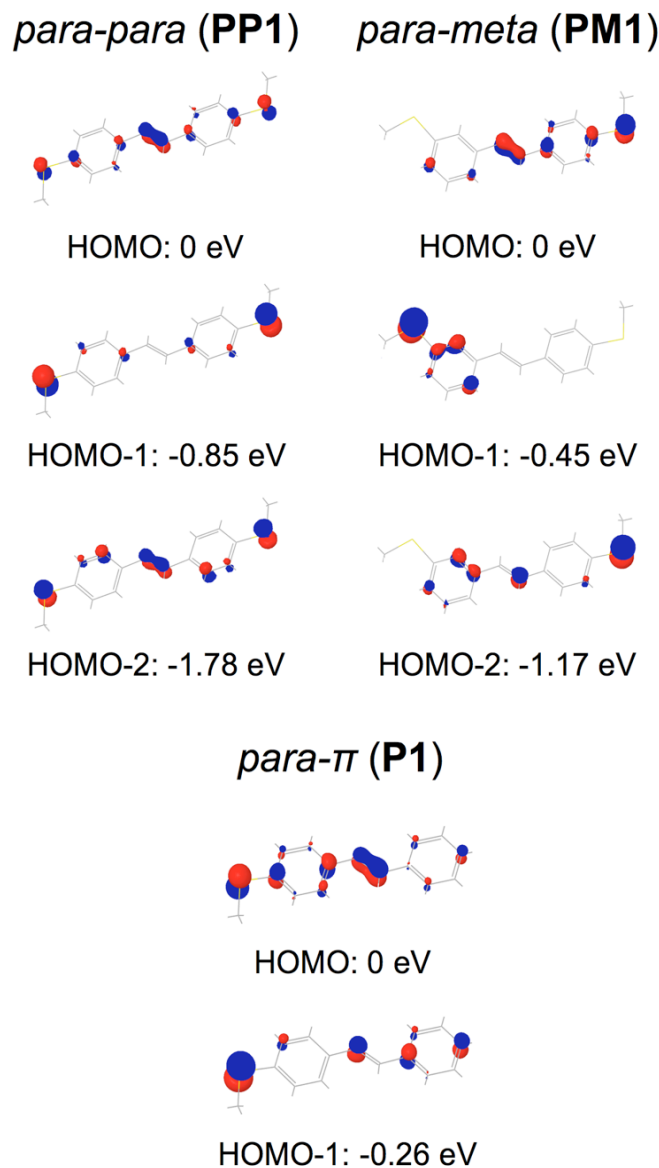 para-para (PP1) para-meta (PM1)
HOMO: 0 eV HOMO: 0 eV
HOMO-1: -0.85 eV HOMO-1: -0.45 eV
HOMO-2: -1.78 eV HOMO-2: -1.17 eV
para-π (P1)
HOMO: 0 eV
HOMO-1: -0.26 eV